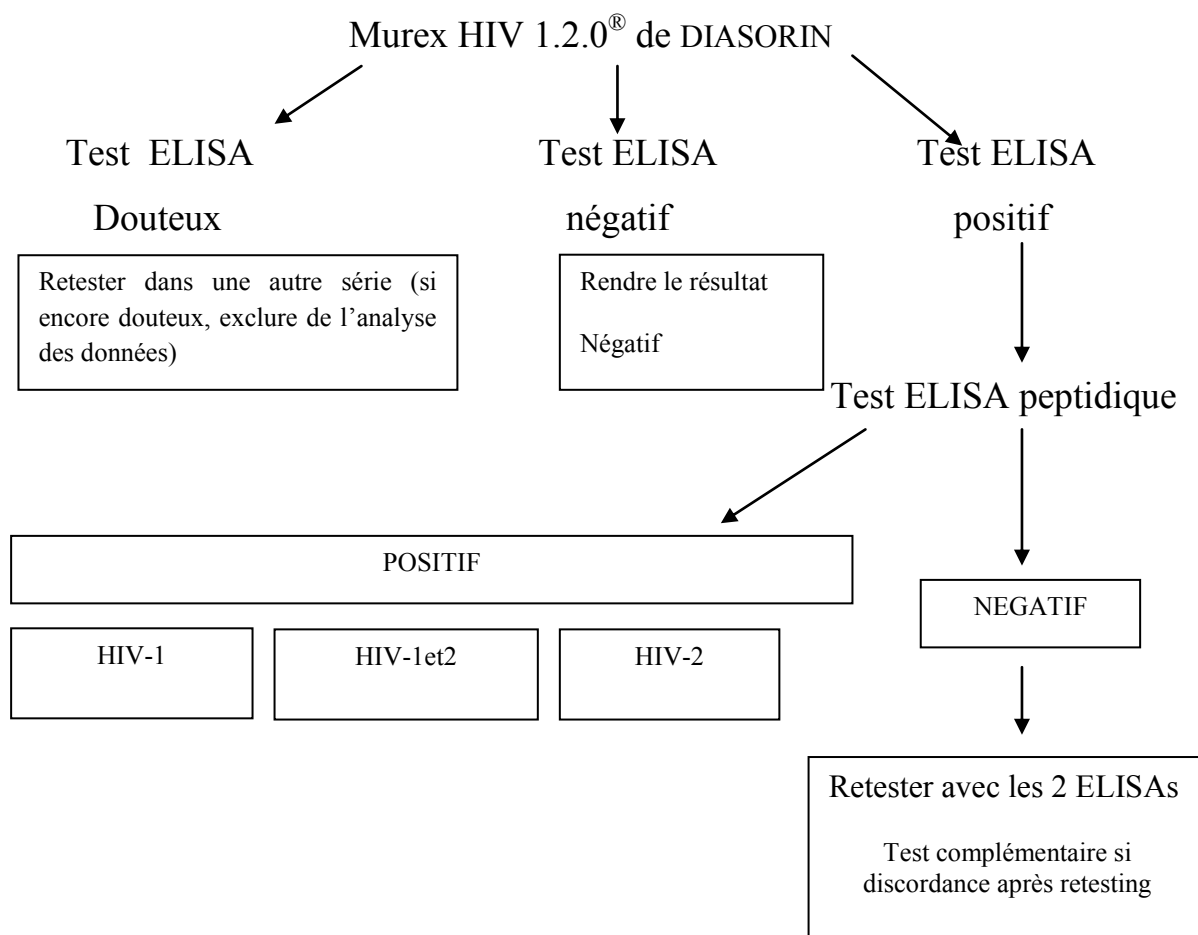 Murex HIV 1.2.0® de DIASORIN
Test ELISA
Douteux
Test ELISA
négatif
Test ELISA
positif
Retester dans une autre série (si
encore douteux, exclure de l’analyse
des données)
Rendre le résultat
Négatif
Test ELISA peptidique
POSITIF
NEGATIF
HIV-1
HIV-1et2
HIV-2
Retester avec les 2 ELISAs
Test complémentaire si
discordance après retesting